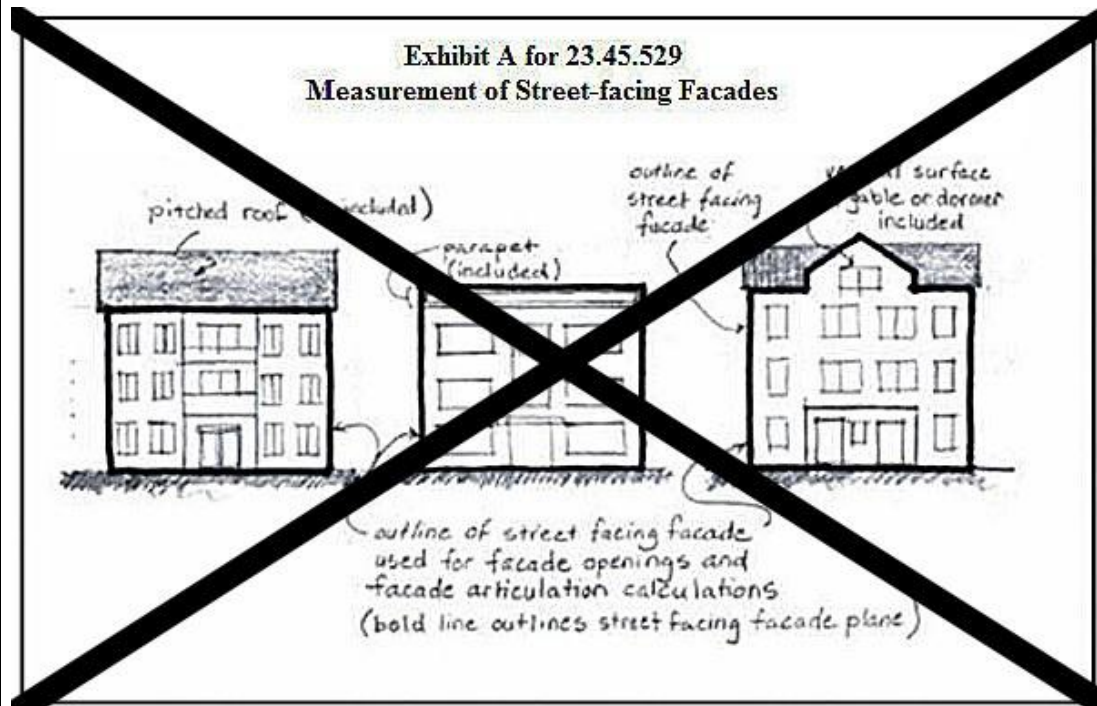 Exhibit A for 23.45.529
Measurement of Street-facing Facades
pitched roof included)
parapet
(included)
outline of
street facing
facade
surface
gable or dormer
included
outline of street facing facade
used for facade openings and
facade articulation calculations
(bold line outlines street facing facade plane)